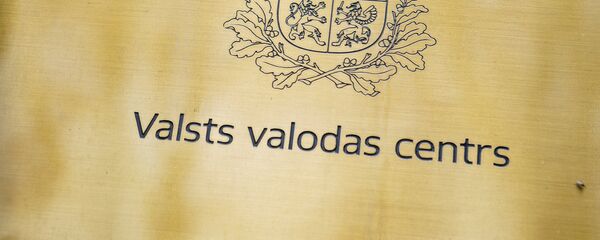 Valsts valodas centrs